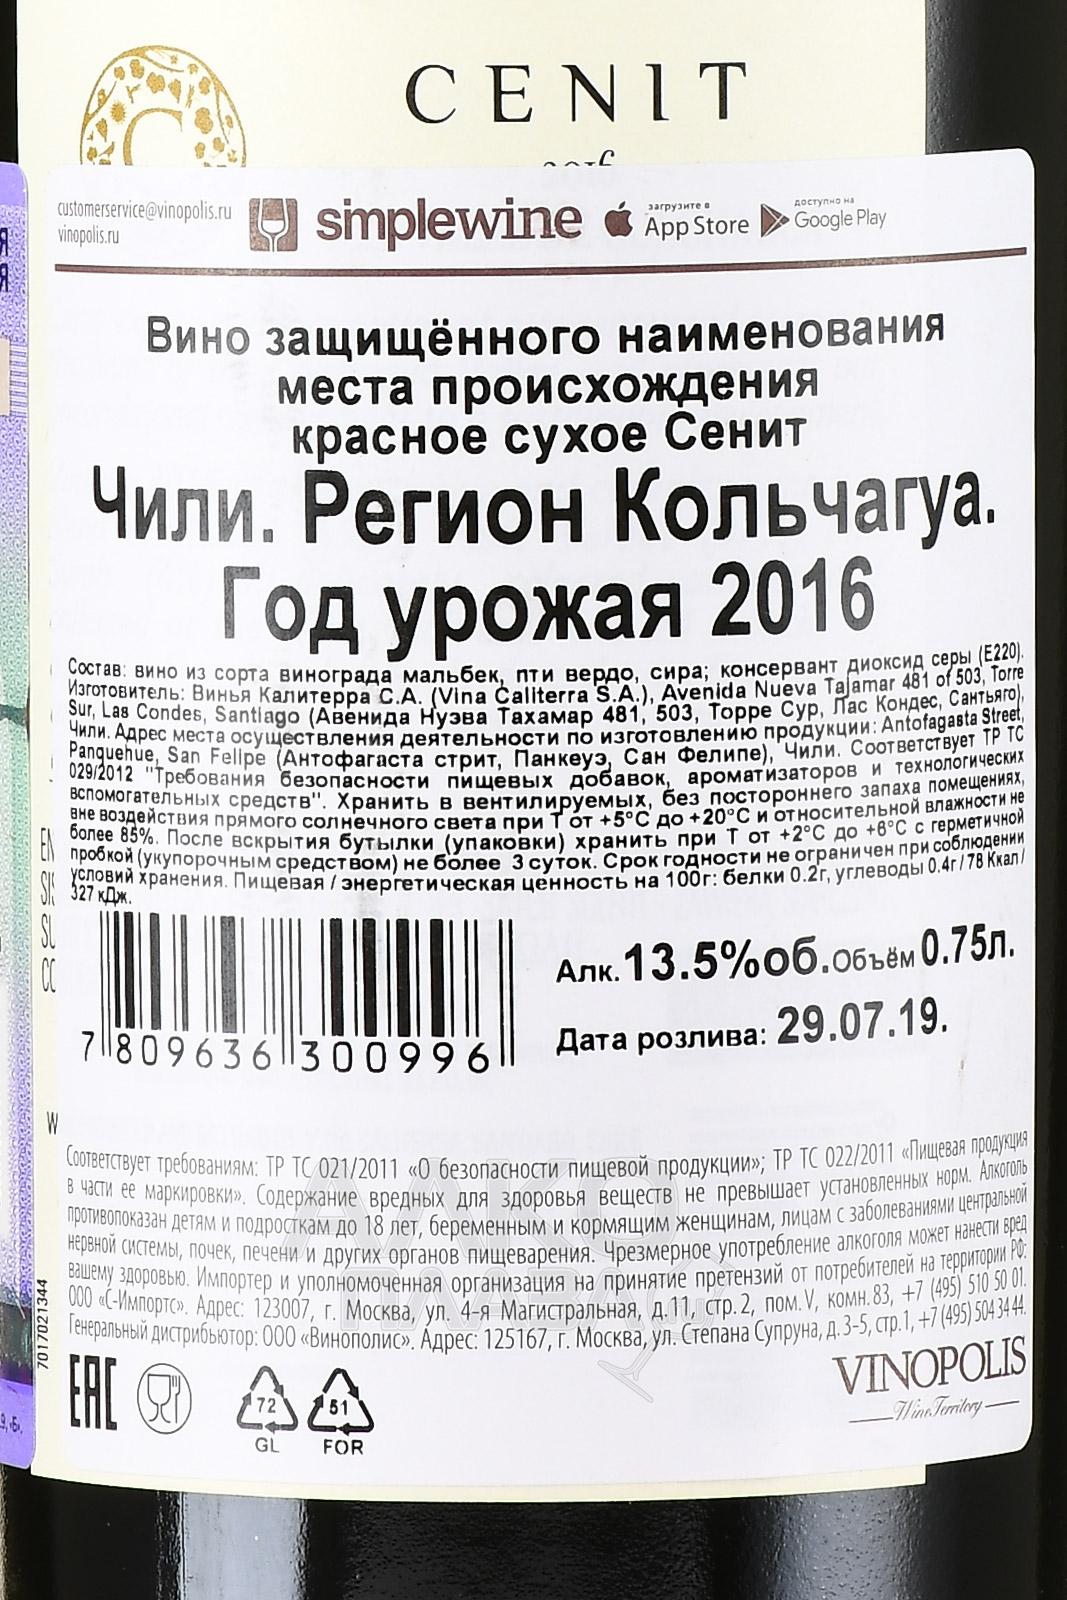 CENIT
2016
customerservice@vinopolis.ru
vinopolis.ru
simplewine
загрузите в
App Store
доступно на
Google Play
Вино защищённого наименования
места происхождения
красное сухое Сенит
Чили. Регион Кольчагуа.
Год урожая 2016
Состав: вино из сорта винограда мальбек, пти вердо, сира; консервант диоксид серы (Е220).
Изготовитель: Винья Калитерра С.А. (Vina Caliterra S.A.), Avenida Nueva Tajamar 481 of 503, Torre
Sur, Las Condes, Santiago (Авенида Нуэва Тахамар 481, 503, Торре Сур, Лас Кондес, Сантьяго),
Чили. Адрес места осуществления деятельности по изготовлению продукции: Antofagasta Street,
Panquehue, San Felipe (Антофагаста стрит, Панкеуэ, Сан Фелипе), Чили. Соответствует ТР ТС
029/2012 "Требования безопасности пищевых добавок, ароматизаторов и технологических
вспомогательных средств". Хранить в вентилируемых, без постороннего запаха помещениях,
вне воздействия прямого солнечного света при Т от +5°С до +20°С и относительной влажности не
более 85%. После вскрытия бутылки (упаковки) хранить при Т от +2°С до +6°С с герметичной
пробкой (укупорочным средством) не более 3 суток. Срок годности не ограничен при соблюдении
условий хранения. Пищевая / энергетическая ценность на 100г: белки 0.2г, углеводы 0.4г / 78 Ккал /
327 кДж.
Алк. 13.5%об. Объём 0.75л.
Дата розлива: 29.07.19.
7 809636 300996
Соответствует требованиям: ТР ТС 021/2011 «О безопасности пищевой продукции»; ТР ТС 022/2011 «Пищевая продукция
в части ее маркировки». Содержание вредных для здоровья веществ не превышает установленных норм. Алкоголь
противопоказан детям и подросткам до 18 лет, беременным и кормящим женщинам, лицам с заболеваниями центральной
нервной системы, почек, печени и других органов пищеварения. Чрезмерное употребление алкоголя может нанести вред
вашему здоровью. Импортер и уполномоченная организация на принятие претензий от потребителей на территории РФ:
ООО «С-Импортс». Адрес: 123007, г. Москва, ул. 4-я Магистральная, д.11, стр.2, пом.V, комн.83, +7 (495) 510 50 01.
Генеральный дистрибьютор: ООО «Винополис». Адрес: 125167, г. Москва, ул. Степана Супруна, д. 3-5, стр.1, +7 (495) 504 34 44.
7017021344
EAC
72
GL
51
FOR
VINOPOLIS
Wine Territory